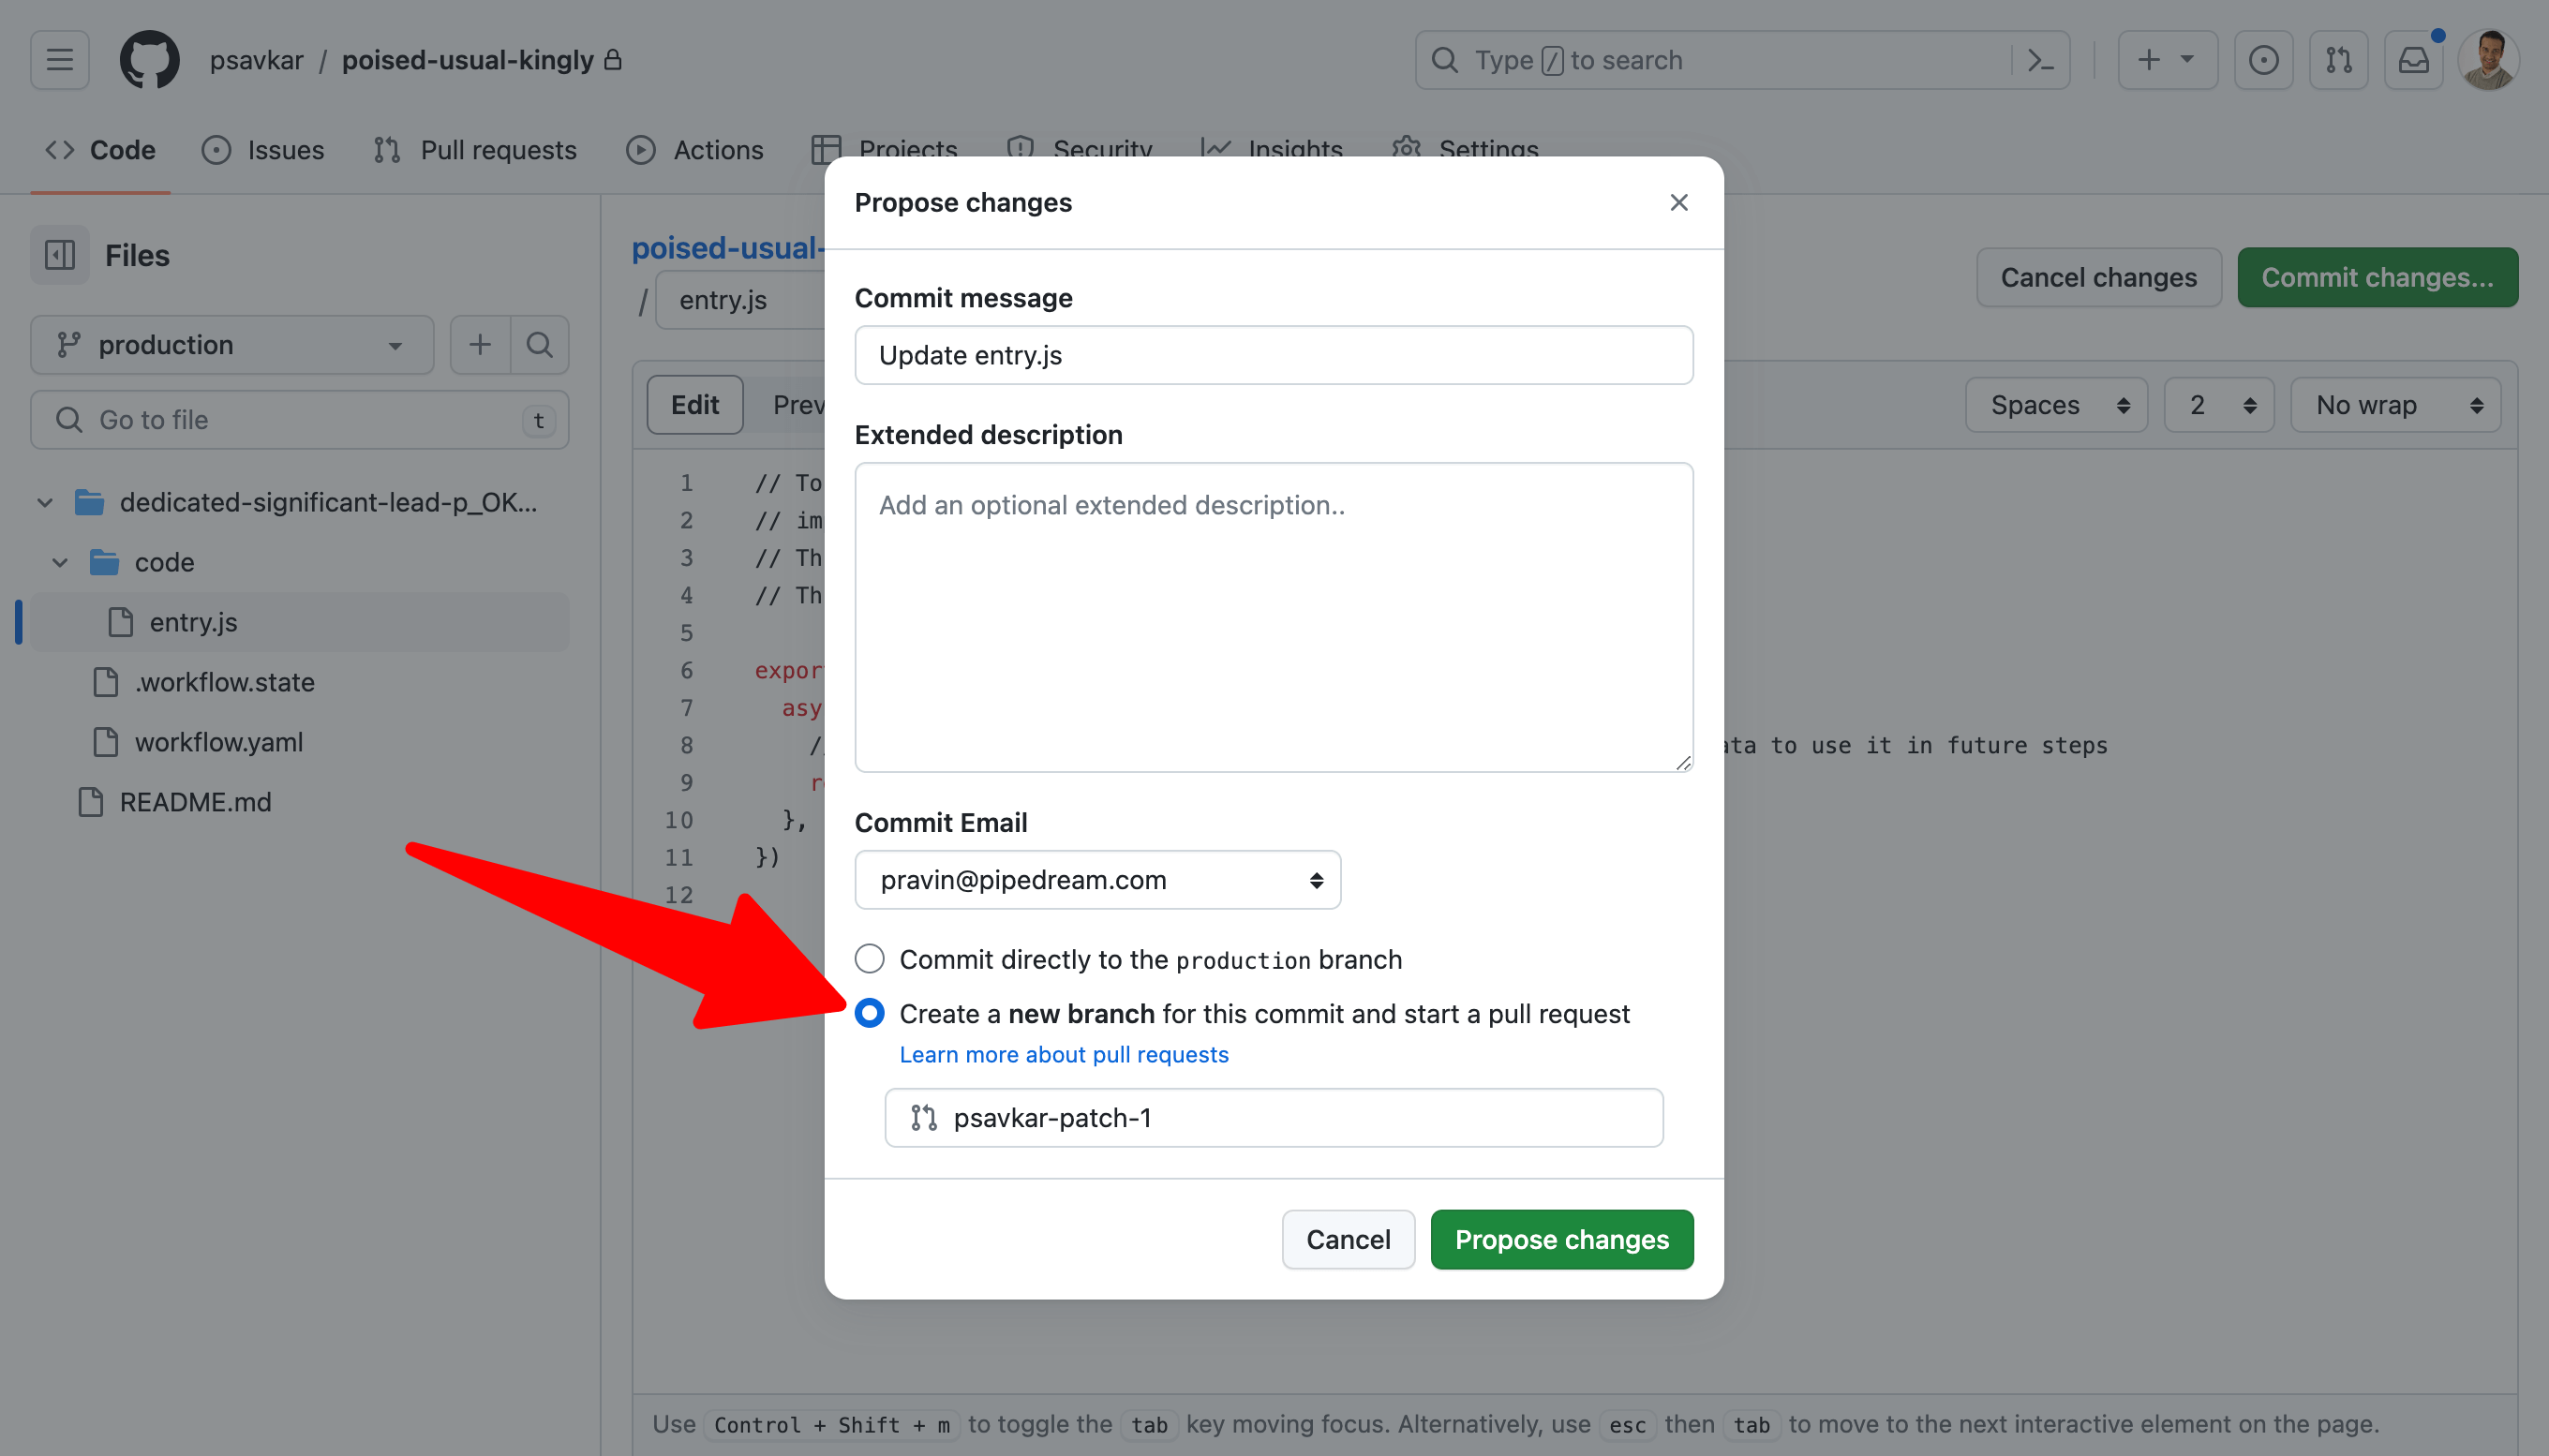 psavkar / poised-usual-kingly
Type / to search
Code
Issues
Pull requests
Actions
Projects
Security
Insights
Settings
Files
production
Go to file
t
dedicated-significant-lead-p_OK...
code
entry.js
.workflow.state
workflow.yaml
README.md
poised-usual-
/ entry.js
Cancel changes
Commit changes...
Edit
Prev
Spaces
2
No wrap
1 // To
2 // im
3 // Th
4 // Th
5
6 expor
7 asy
8 // ata to use it in future steps
9 r
10 },
11 })
12
Propose changes
Commit message
Update entry.js
Extended description
Add an optional extended description..
Commit Email
pravin@pipedream.com
Commit directly to the production branch
Create a new branch for this commit and start a pull request
Learn more about pull requests
psavkar-patch-1
Cancel
Propose changes
Use Control + Shift + m to toggle the tab key moving focus. Alternatively, use esc then tab to move to the next interactive element on the page.